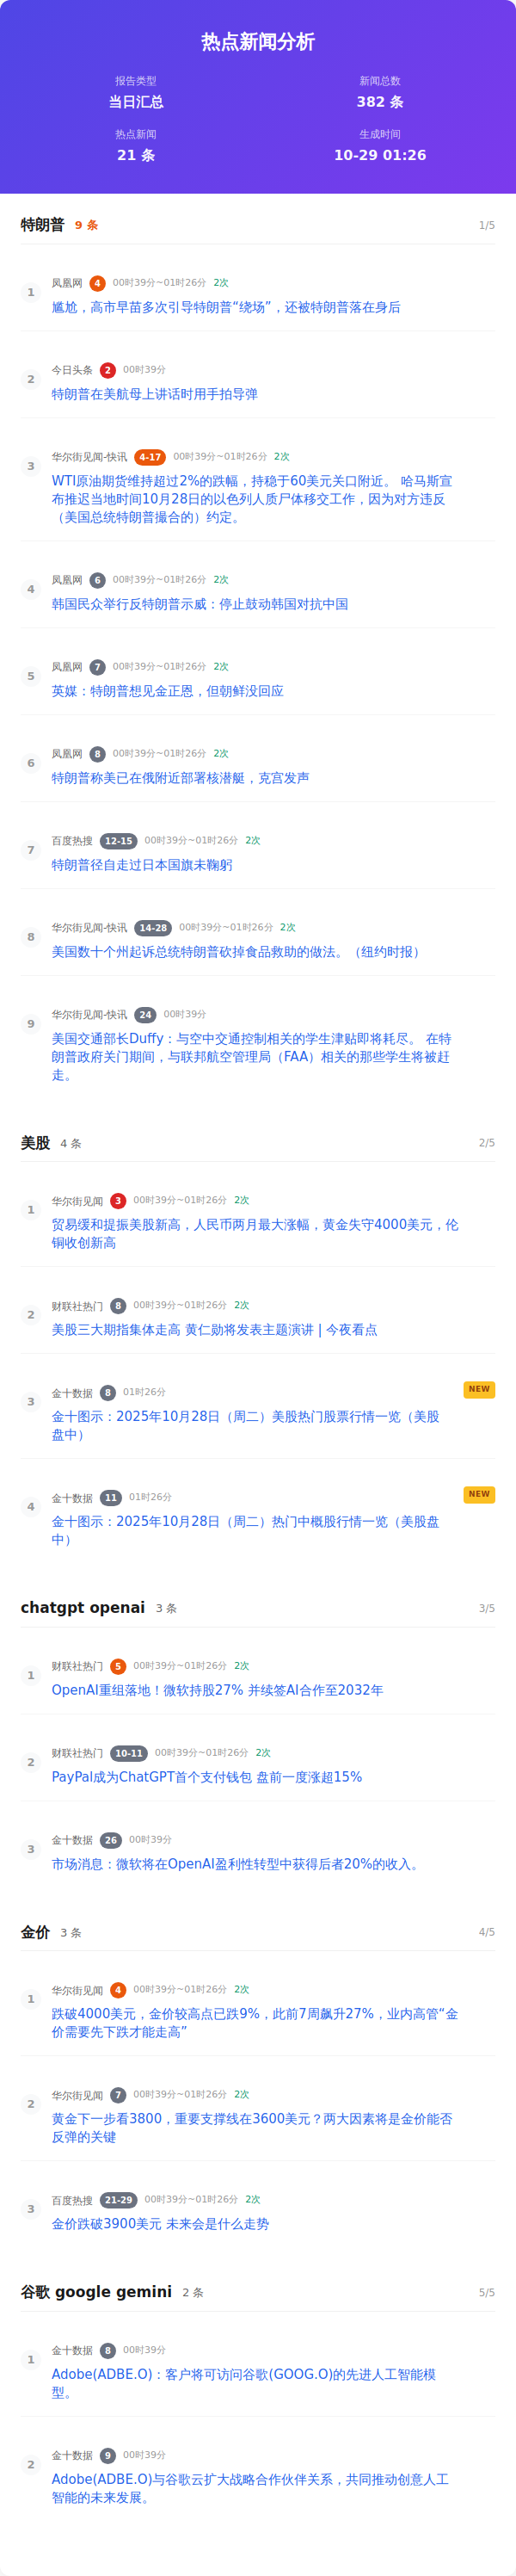 热点新闻分析
报告类型
新闻总数
当日汇总
382 条
热点新闻
生成时间
21 条
10-29 01:26
特朗普 9 条 1/5
1
凤凰网 4 00时39分~01时26分 2次
尴尬，高市早苗多次引导特朗普“绕场”，还被特朗普落在身后
2
今日头条 2 00时39分
特朗普在美航母上讲话时用手拍导弹
3
华尔街见闻-快讯 4-17 00时39分~01时26分 2次
WTI原油期货维持超过2%的跌幅，持稳于60美元关口附近。 哈马斯宣
布推迟当地时间10月28日的以色列人质尸体移交工作，因为对方违反
（美国总统特朗普撮合的）约定。
4
凤凰网 6 00时39分~01时26分 2次
韩国民众举行反特朗普示威：停止鼓动韩国对抗中国
5
凤凰网 7 00时39分~01时26分 2次
英媒：特朗普想见金正恩，但朝鲜没回应
6
凤凰网 8 00时39分~01时26分 2次
特朗普称美已在俄附近部署核潜艇，克宫发声
7
百度热搜 12-15 00时39分~01时26分 2次
特朗普径自走过日本国旗未鞠躬
8
华尔街见闻-快讯 14-28 00时39分~01时26分 2次
美国数十个州起诉总统特朗普砍掉食品救助的做法。（纽约时报）
9
华尔街见闻-快讯 24 00时39分
美国交通部长Duffy：与空中交通控制相关的学生津贴即将耗尽。 在特
朗普政府关门期间，与联邦航空管理局（FAA）相关的那些学生将被赶
走。
美股 4 条 2/5
1
华尔街见闻 3 00时39分~01时26分 2次
贸易缓和提振美股新高，人民币两月最大涨幅，黄金失守4000美元，伦
铜收创新高
2
财联社热门 8 00时39分~01时26分 2次
美股三大期指集体走高 黄仁勋将发表主题演讲 | 今夜看点
3
金十数据 8 01时26分 NEW
金十图示：2025年10月28日（周二）美股热门股票行情一览（美股
盘中）
4
金十数据 11 01时26分 NEW
金十图示：2025年10月28日（周二）热门中概股行情一览（美股盘
中）
chatgpt openai 3 条 3/5
1
财联社热门 5 00时39分~01时26分 2次
OpenAI重组落地！微软持股27% 并续签AI合作至2032年
2
财联社热门 10-11 00时39分~01时26分 2次
PayPal成为ChatGPT首个支付钱包 盘前一度涨超15%
3
金十数据 26 00时39分
市场消息：微软将在OpenAI盈利性转型中获得后者20%的收入。
金价 3 条 4/5
1
华尔街见闻 4 00时39分~01时26分 2次
跌破4000美元，金价较高点已跌9%，此前7周飙升27%，业内高管“金
价需要先下跌才能走高”
2
华尔街见闻 7 00时39分~01时26分 2次
黄金下一步看3800，重要支撑线在3600美元？两大因素将是金价能否
反弹的关键
3
百度热搜 21-29 00时39分~01时26分 2次
金价跌破3900美元 未来会是什么走势
谷歌 google gemini 2 条 5/5
1
金十数据 8 00时39分
Adobe(ADBE.O)：客户将可访问谷歌(GOOG.O)的先进人工智能模
型。
2
金十数据 9 00时39分
Adobe(ADBE.O)与谷歌云扩大战略合作伙伴关系，共同推动创意人工
智能的未来发展。